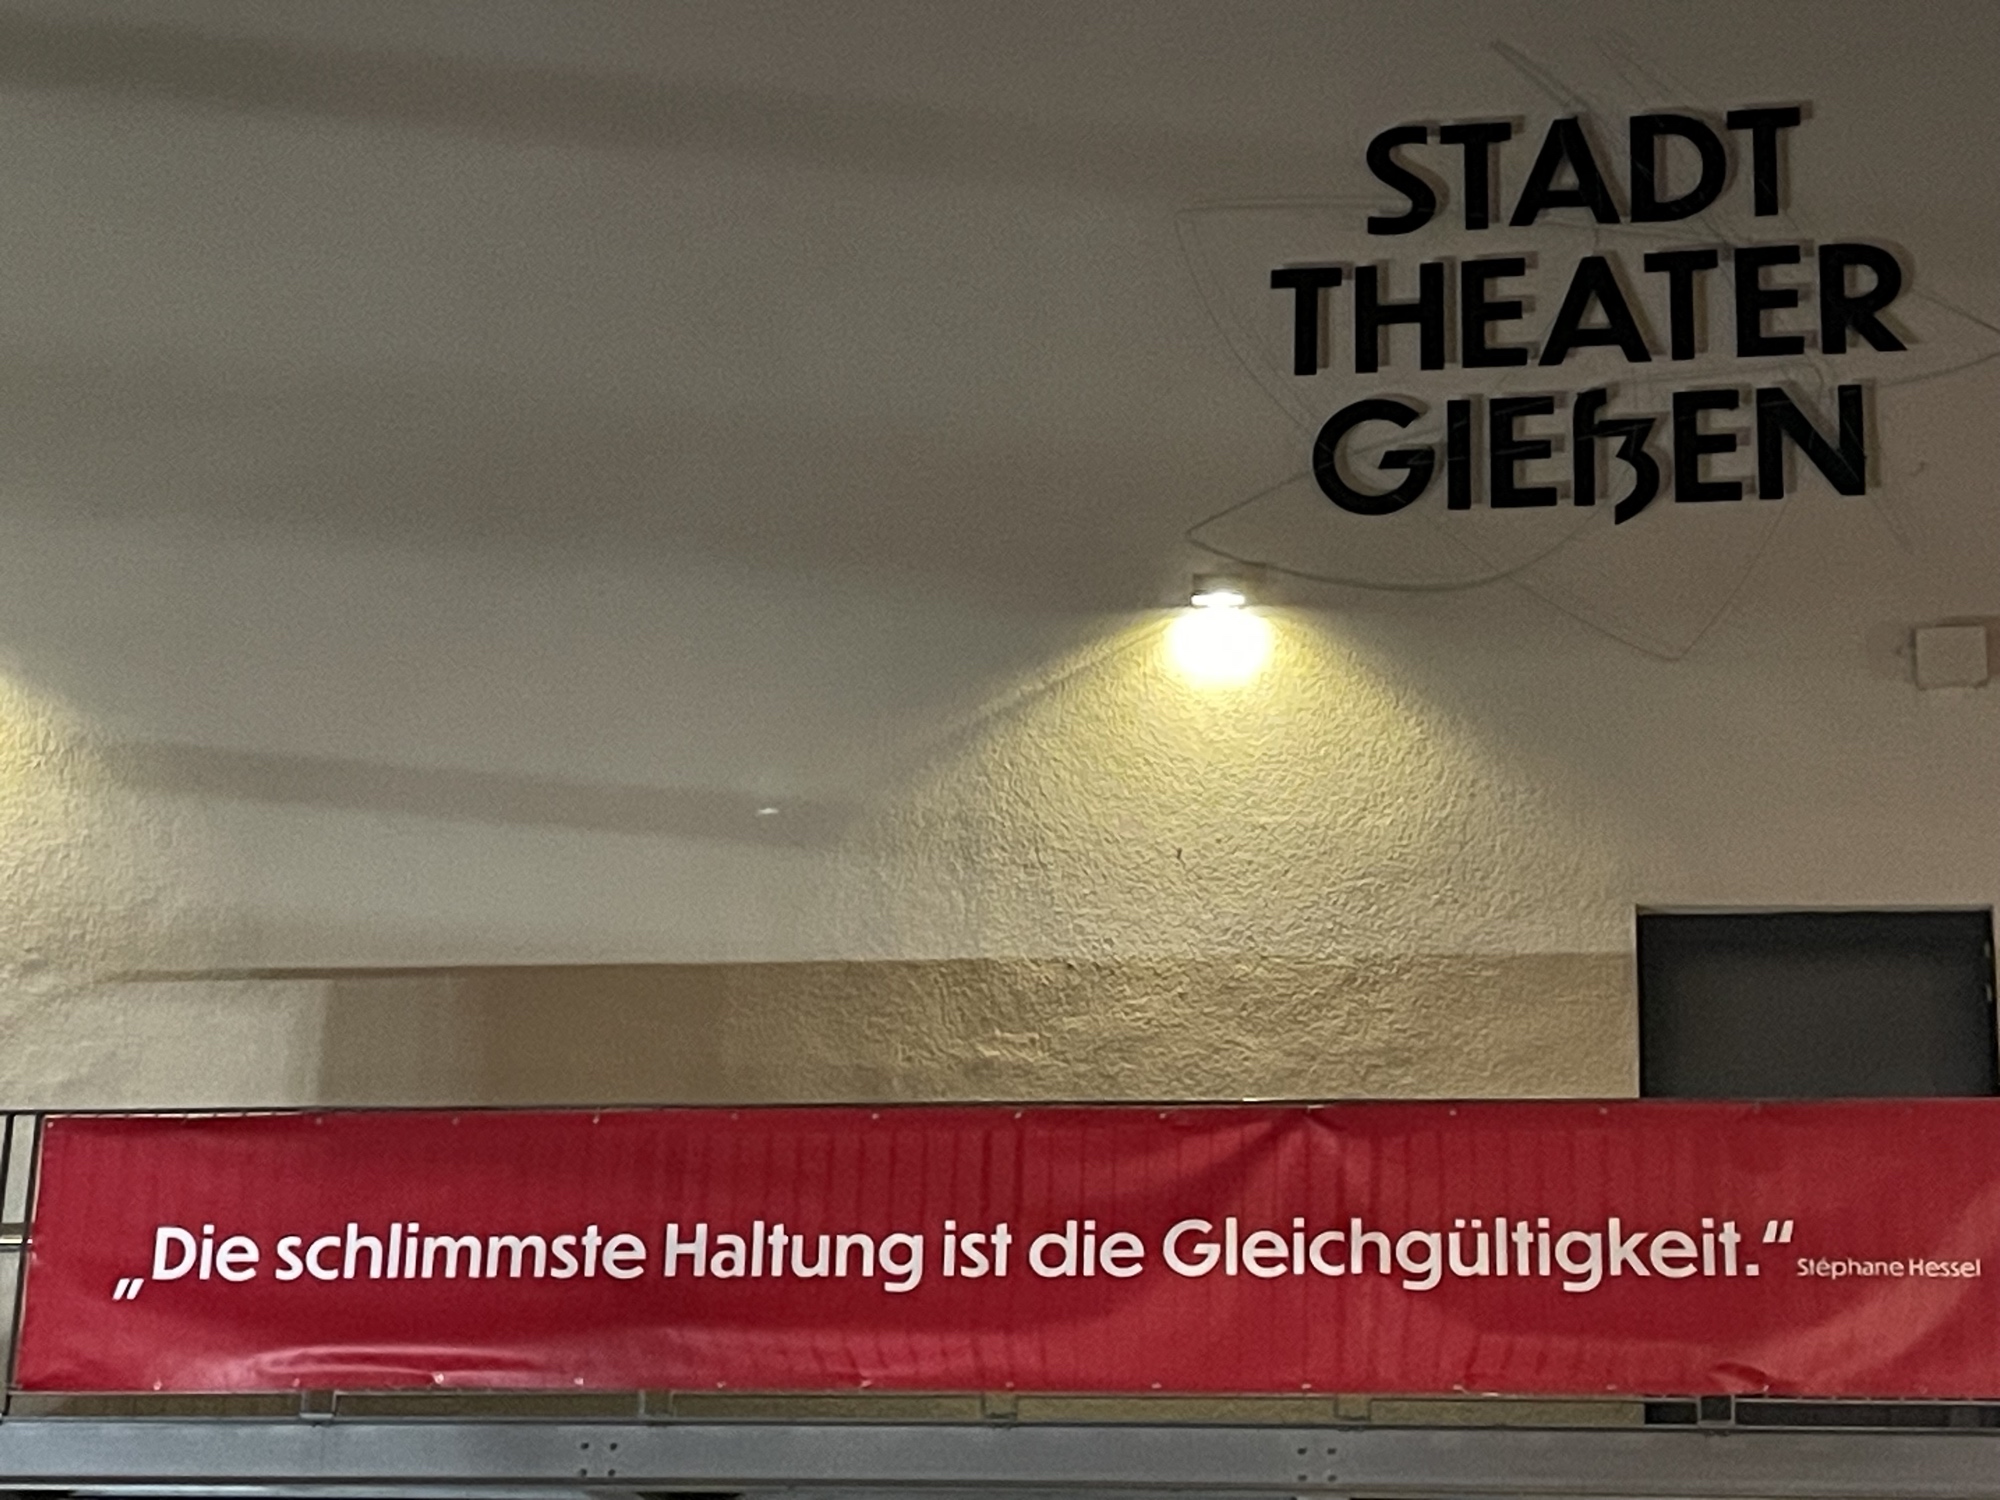 STADT
THEATER
GIEßEN
„Die schlimmste Haltung ist die Gleichgültigkeit.“ Stéphane Hessel